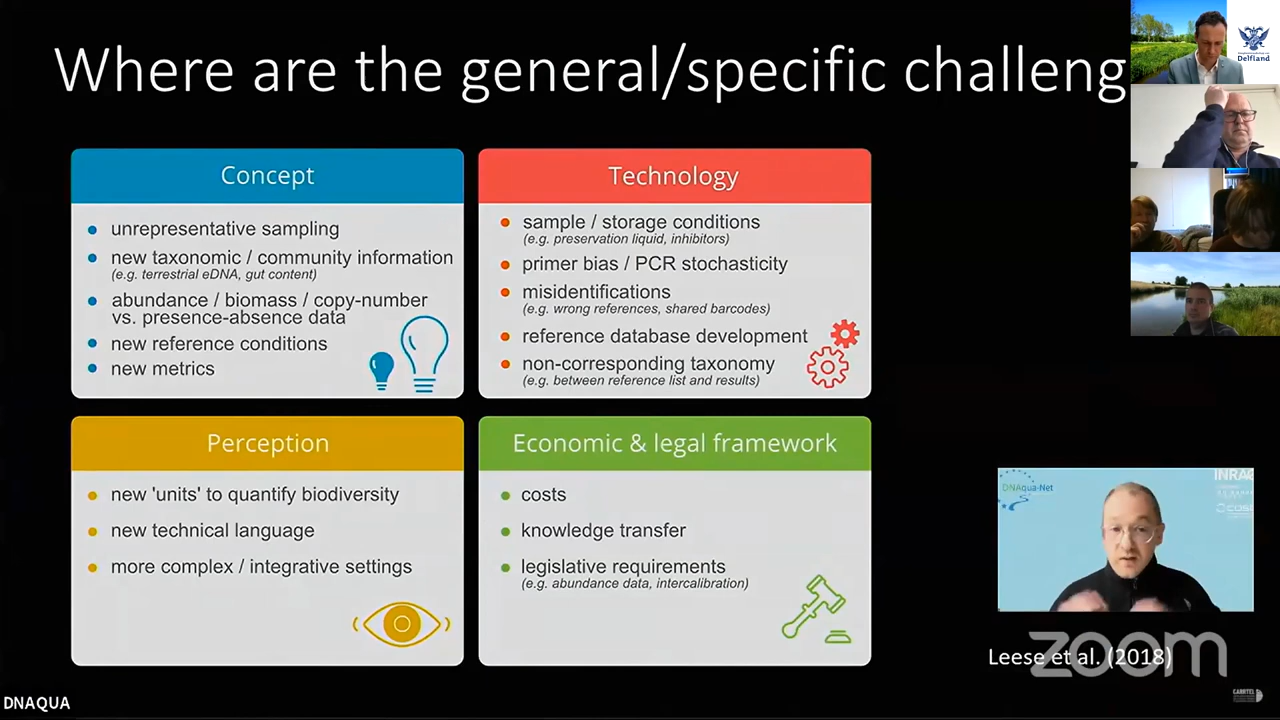 Where are the general/specific challeng
Delfland
Concept
unrepresentative sampling
new taxonomic / community information
(e.g. terrestrial eDNA, gut content)
abundance / biomass / copy-number
vs. presence-absence data
new reference conditions
new metrics
Technology
sample / storage conditions
(e.g. preservation liquid, inhibitors)
primer bias / PCR stochasticity
misidentifications
(e.g. wrong references, shared barcodes)
reference database development
non-corresponding taxonomy
(e.g. between reference list and results)
Perception
new 'units' to quantify biodiversity
new technical language
more complex / integrative settings
Economic & legal framework
costs
knowledge transfer
legislative requirements
(e.g. abundance data, intercalibration)
DNAqua-Net
INRA
Leese et al. (2018)
zoom
DNAQUA
CARRTEL